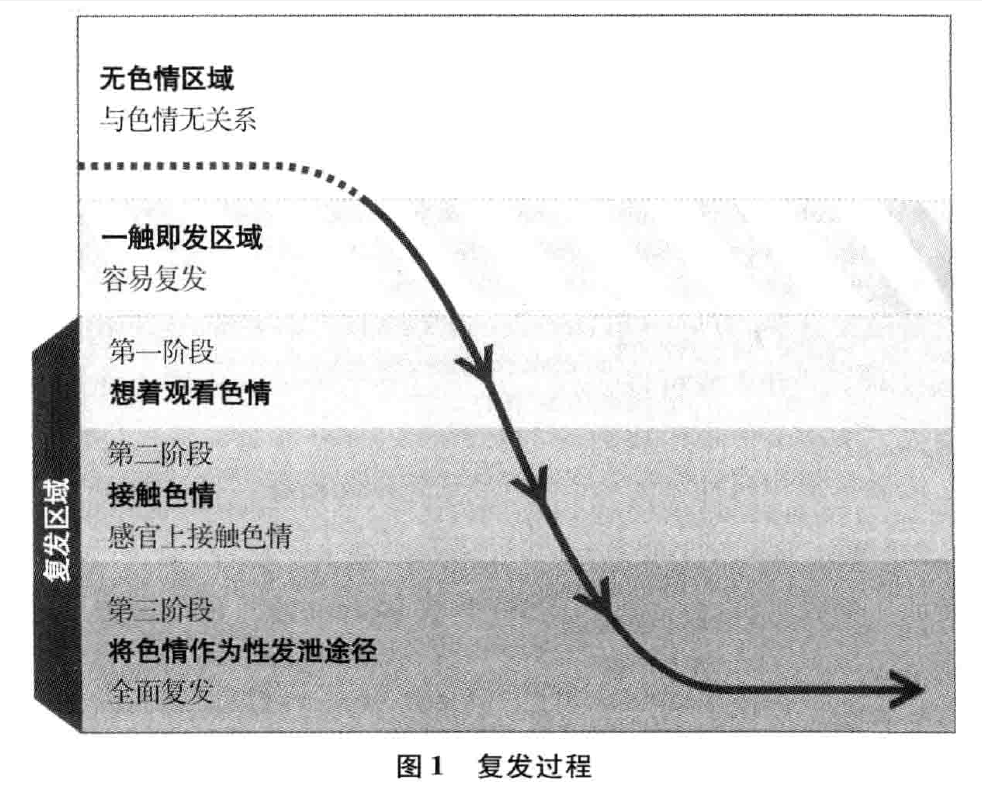 无色情区域
与色情无关系
一触即发区域
容易复发
复发区域
第一阶段
想着观看色情
第二阶段
接触色情
感官上接触色情
第三阶段
将色情作为性发泄途径
全面复发
图1 复发过程